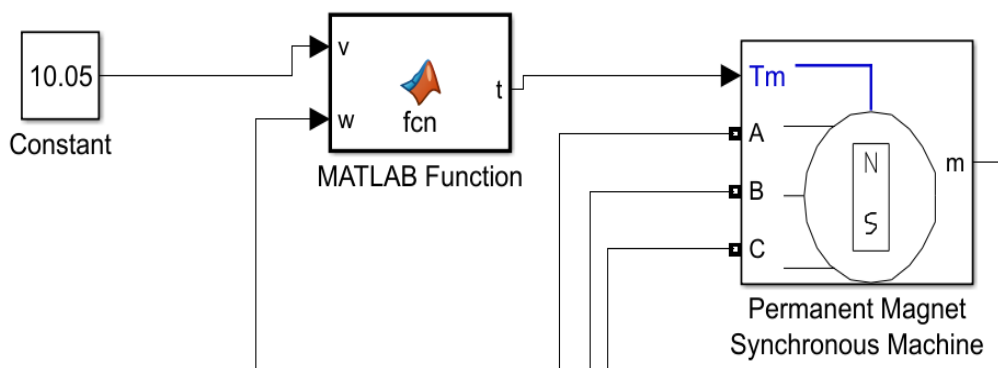 10.05
Constant
v
w
t
fcn
MATLAB Function
Tm
A
B
C
N
S
m
Permanent Magnet
Synchronous Machine